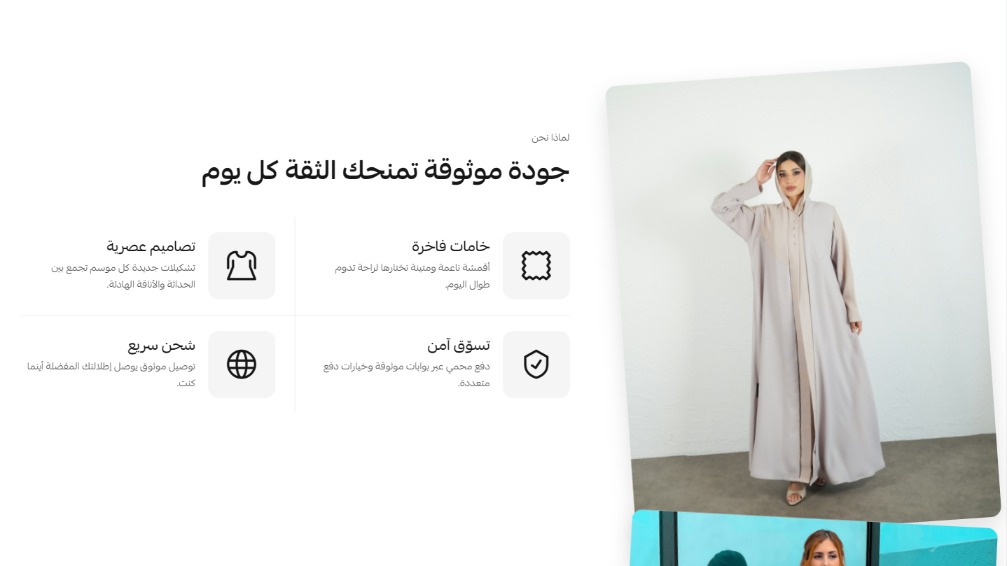 لماذا نحن
جودة موثوقة تمنحك الثقة كل يوم
خامات فاخرة
أقمشة ناعمة ومتينة نختارها لراحة تدوم
طوال اليوم.
تصاميم عصرية
تشكيلات جديدة كل موسم تجمع بين
الحداثة والأناقة الهادئة.
تسوّق آمن
دفع محمي عبر بوابات موثوقة وخيارات دفع
متعددة.
شحن سريع
توصيل موثوق يوصل إطلالتك المفضلة أينما
كنت.